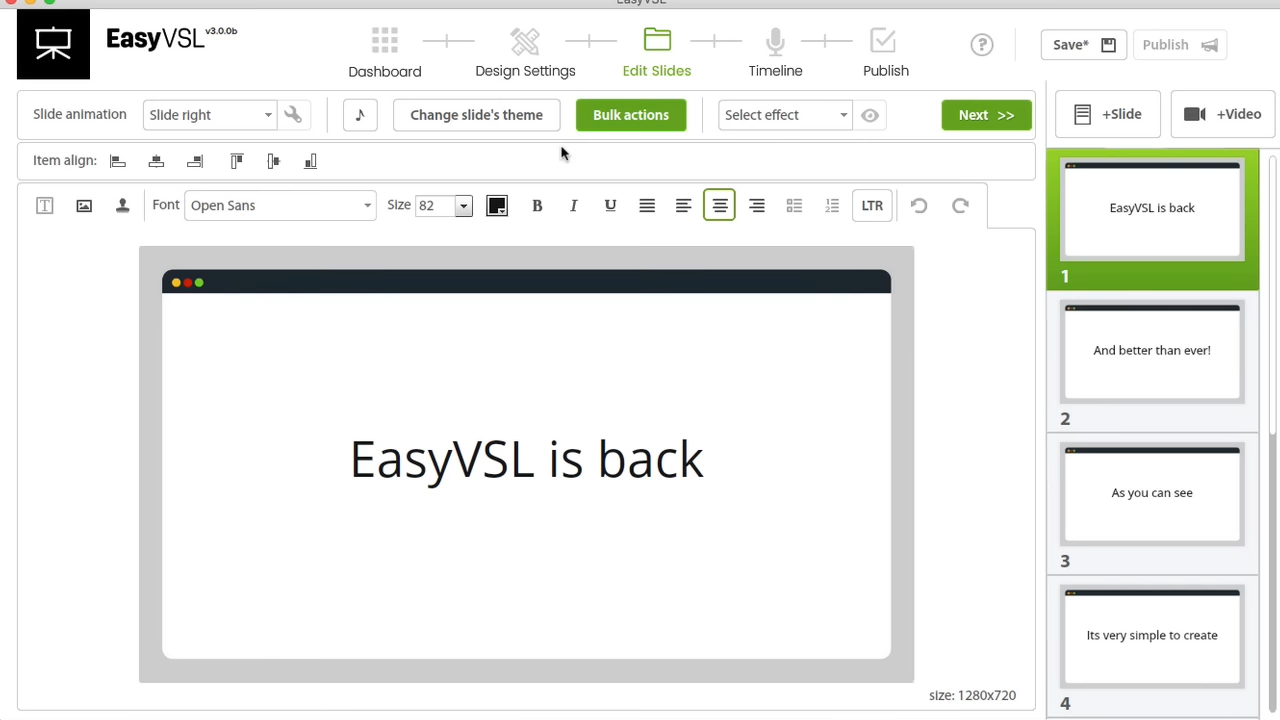 EasyVSL
EasyVSL v3.0.0b
Dashboard
Design Settings
Edit Slides
Timeline
Publish
?
Save*
Publish
Slide animation
Slide right
Change slide's theme
Bulk actions
Select effect
Next >>
+Slide
+Video
Item align:
T
Font
Open Sans
Size
82
B
I
U
LTR
EasyVSL is back
size: 1280x720
EasyVSL is back
1
And better than ever!
2
As you can see
3
Its very simple to create
4